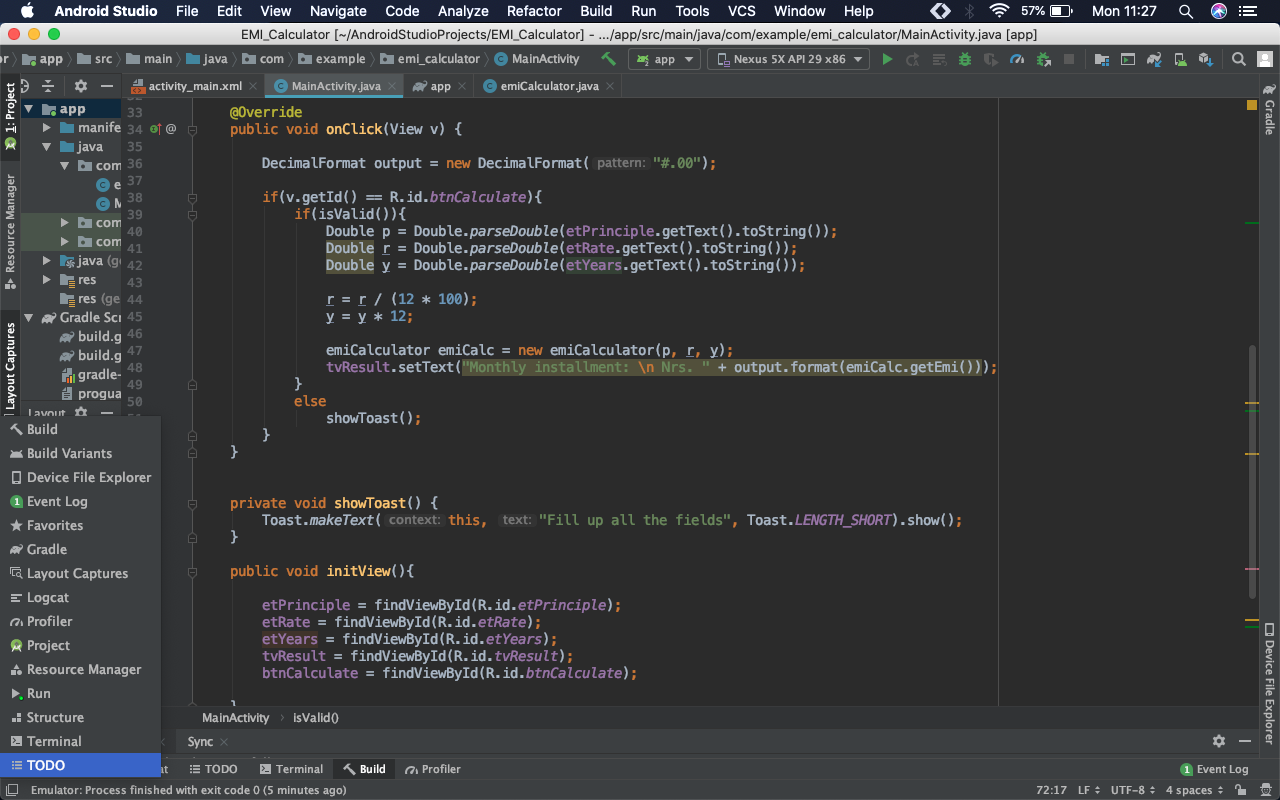 Android Studio File Edit View Navigate Code Analyze Refactor Build Run Tools VCS Window Help 57% Mon 11:27
EMI_Calculator [~/AndroidStudioProjects/EMI_Calculator] - .../app/src/main/java/com/example/emi_calculator/MainActivity.java [app]
or app src main java com example emi_calculator MainActivity app Nexus 5X API 29 x86
activity_main.xml MainActivity.java app emiCalculator.java
1: Project
Resource Manager
Layout Captures
app
manife
java
com
e
M
com
com
java (ge
res
res (ge
Gradle Scr
build.g
build.g
gradle-
progua
Layout
33 @Override
34 @ public void onClick(View v) {
35
36 DecimalFormat output = new DecimalFormat( pattern: "#.00");
37
38 if(v.getId() == R.id.btnCalculate){
39 if(isValid()){
40 Double p = Double.parseDouble(etPrinciple.getText().toString());
41 Double r = Double.parseDouble(etRate.getText().toString());
42 Double y = Double.parseDouble(etYears.getText().toString());
43
44 r = r / (12 * 100);
45 y = y * 12;
46
47 emiCalculator emiCalc = new emiCalculator(p, r, y);
48 tvResult.setText("Monthly installment: \n Nrs. " + output.format(emiCalc.getEmi()));
49 }
50 else
showToast();
}
}
private void showToast() {
Toast.makeText( context: this, text: "Fill up all the fields", Toast.LENGTH_SHORT).show();
}
public void initView(){
etPrinciple = findViewById(R.id.etPrinciple);
etRate = findViewById(R.id.etRate);
etYears = findViewById(R.id.etYears);
tvResult = findViewById(R.id.tvResult);
btnCalculate = findViewById(R.id.btnCalculate);
}
Gradle
Device File Explorer
Build
Build Variants
Device File Explorer
1 Event Log
Favorites
Gradle
Layout Captures
Logcat
Profiler
Project
Resource Manager
Run
Structure
Terminal
TODO
MainActivity isValid()
Sync
TODO Terminal Build Profiler 1 Event Log
Emulator: Process finished with exit code 0 (5 minutes ago) 72:17 LF UTF-8 4 spaces